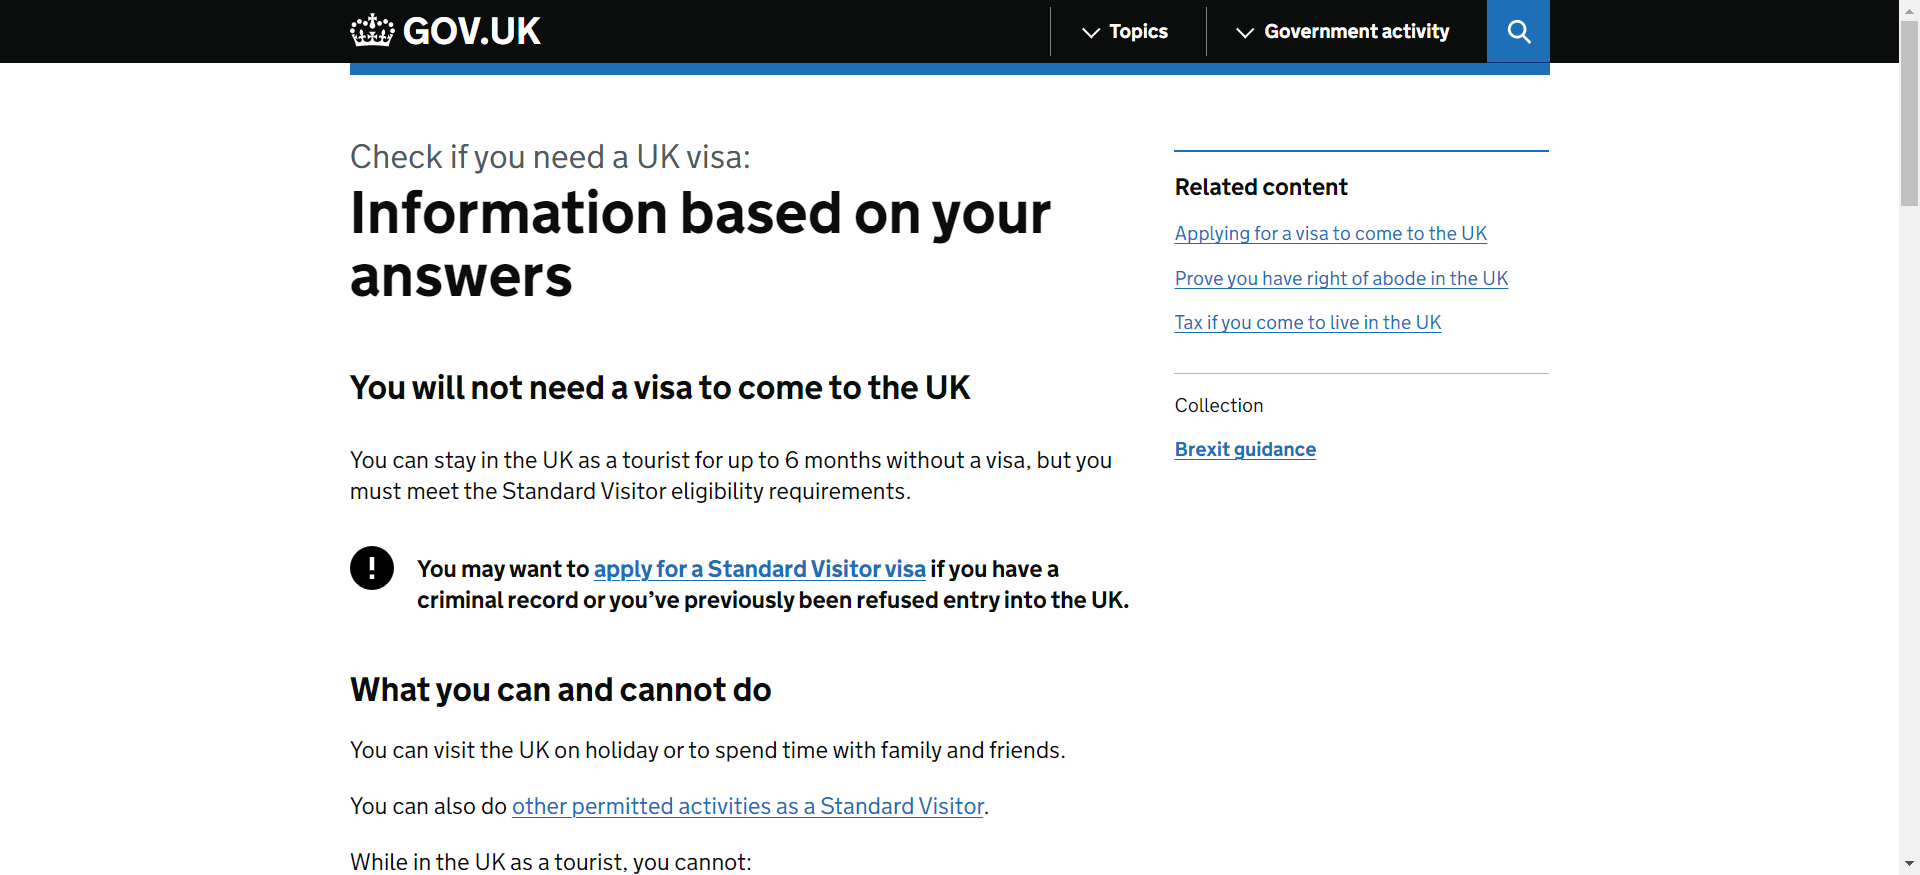 GOV.UK
Topics
Government activity
Check if you need a UK visa:
Information based on your
answers
You will not need a visa to come to the UK
You can stay in the UK as a tourist for up to 6 months without a visa, but you
must meet the Standard Visitor eligibility requirements.
! You may want to apply for a Standard Visitor visa if you have a
criminal record or you’ve previously been refused entry into the UK.
What you can and cannot do
You can visit the UK on holiday or to spend time with family and friends.
You can also do other permitted activities as a Standard Visitor.
While in the UK as a tourist, you cannot:
Related content
Applying for a visa to come to the UK
Prove you have right of abode in the UK
Tax if you come to live in the UK
Collection
Brexit guidance